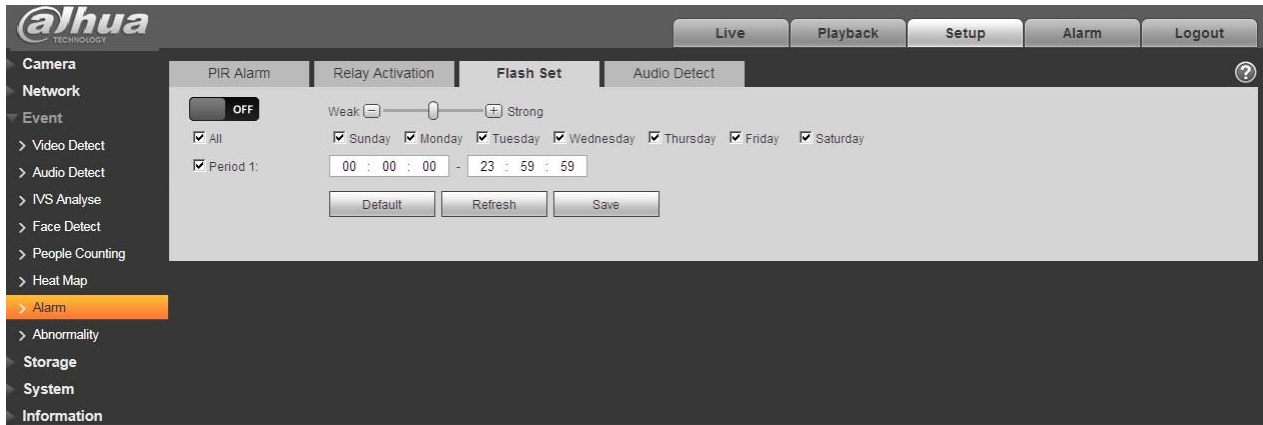 alhua
TECHNOLOGY
Live Playback Setup Alarm Logout
Camera
Network
Event
> Video Detect
> Audio Detect
> IVS Analyse
> Face Detect
> People Counting
> Heat Map
> Alarm
> Abnormality
Storage
System
Information
PIR Alarm Relay Activation Flash Set Audio Detect ?
OFF Weak - + Strong
All Sunday Monday Tuesday Wednesday Thursday Friday Saturday
Period 1: 00 : 00 : 00 - 23 : 59 : 59
Default Refresh Save